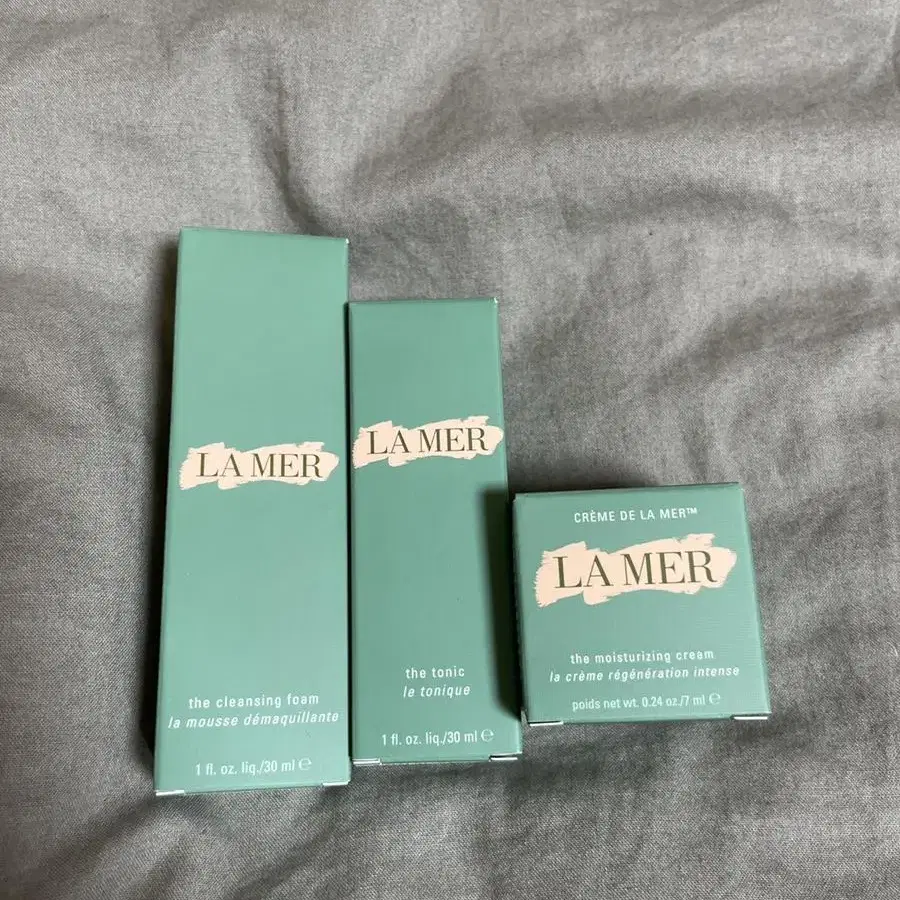 LA MER
the cleansing foam
la mousse démaquillante
1 fl. oz. liq./30 ml ℮
LA MER
the tonic
le tonique
1 fl. oz. liq./30 ml ℮
CRÈME DE LA MER™
LA MER
the moisturizing cream
la crème régénération intense
poids net wt. 0.24 oz./7 ml ℮